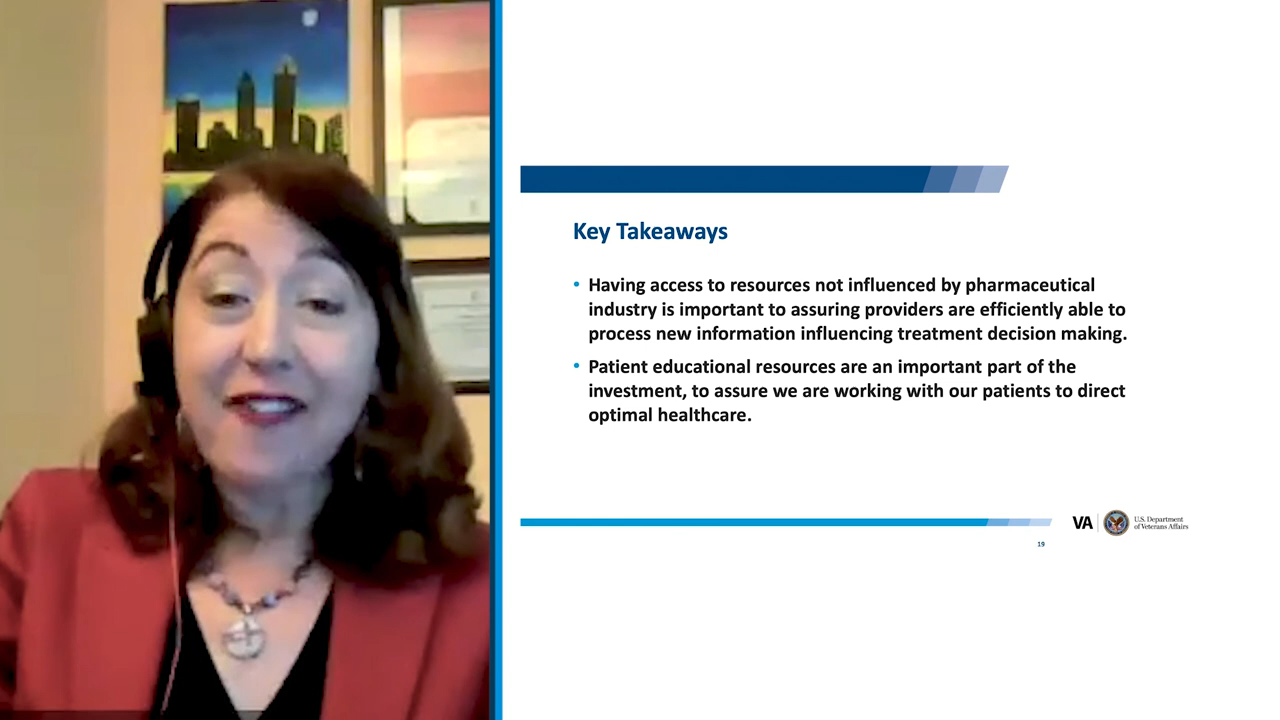 Key Takeaways
• Having access to resources not influenced by pharmaceutical
industry is important to assuring providers are efficiently able to
process new information influencing treatment decision making.
• Patient educational resources are an important part of the
investment, to assure we are working with our patients to direct
optimal healthcare.
VA
U.S. Department
of Veterans Affairs
19